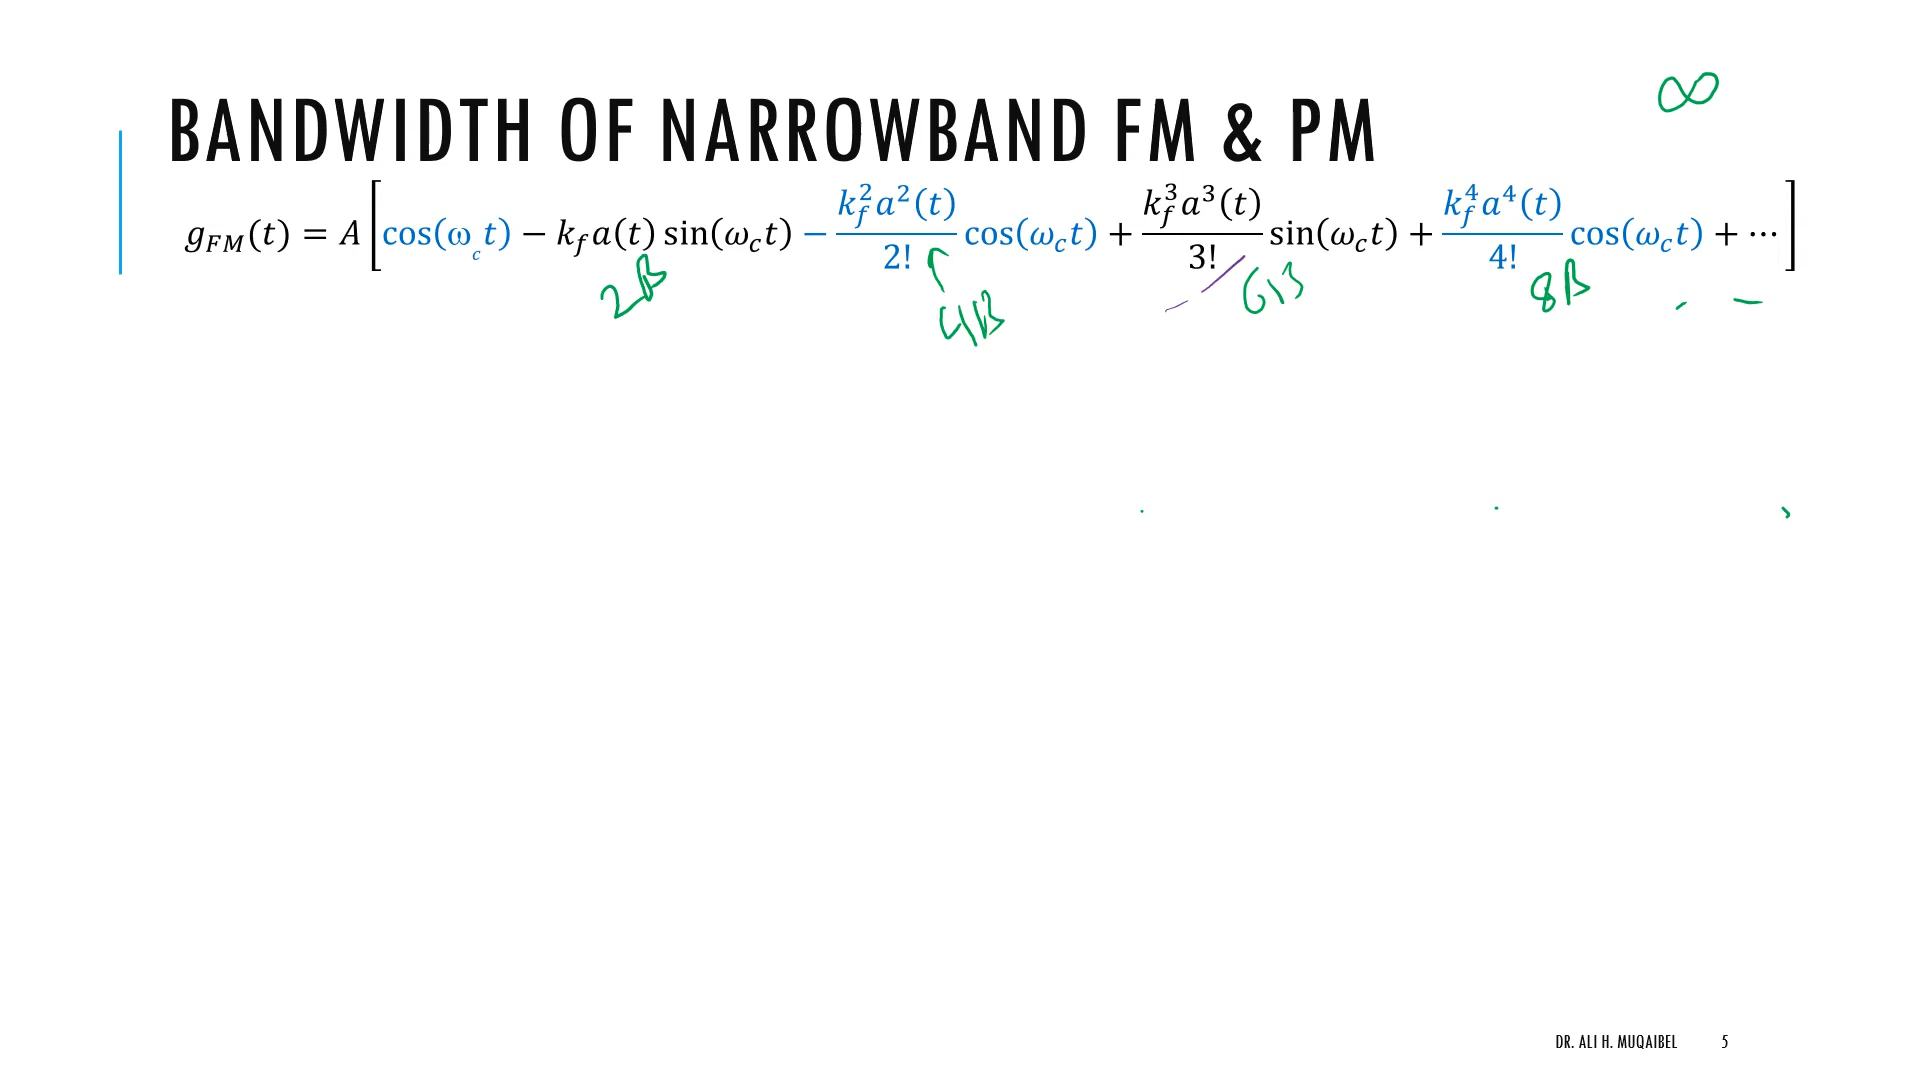 ∞
BANDWIDTH OF NARROWBAND FM & PM
g_FM(t) = A [cos(ω_c t) − k_f a(t) sin(ω_c t) − k_f^2 a^2(t)/2! cos(ω_c t) + k_f^3 a^3(t)/3! sin(ω_c t) + k_f^4 a^4(t)/4! cos(ω_c t) + ⋯]
2B 4B 6B 8B
DR. ALI H. MUQAIBEL 5